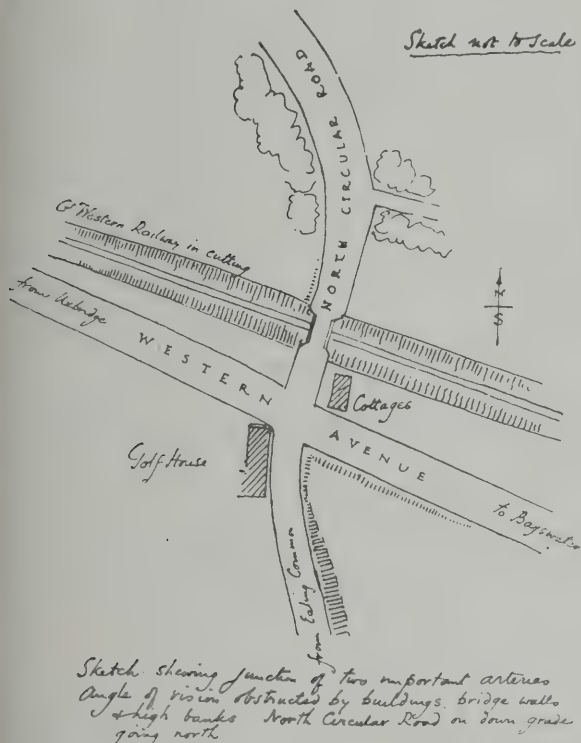 Sketch not to scale
NORTH CIRCULAR ROAD
Gt Western Railway in cutting
N
S
from Uxbridge
WESTERN AVENUE
Cottages
Golf House
to Bayswater
from Ealing Common
Sketch shewing junction of two important arteries
Angle of vision obstructed by buildings, bridge walls
& high banks North Circular Road on down grade
going north